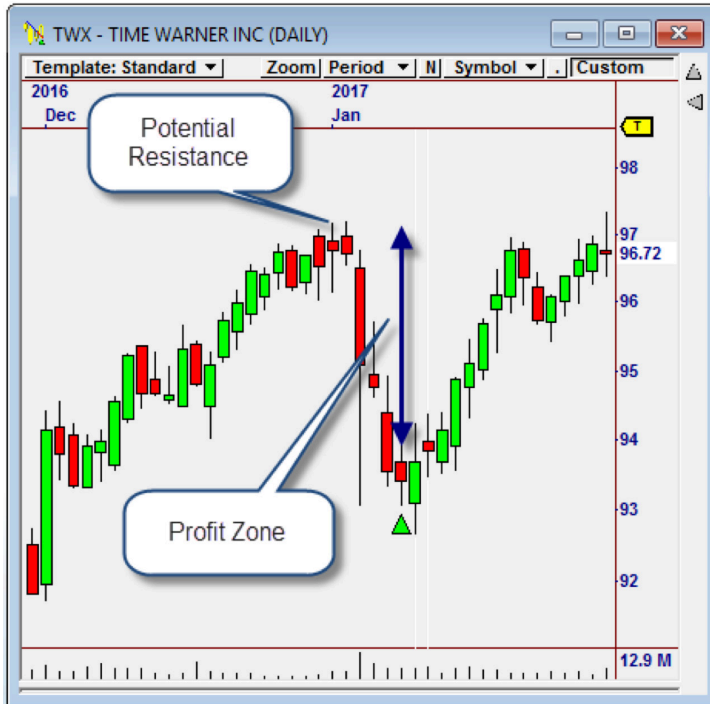 TWX - TIME WARNER INC (DAILY)
Template: Standard Zoom Period N Symbol . Custom
2016 2017
Dec Jan
T
Potential
Resistance
98
97
96.72
96
95
94
Profit Zone
93
92
12.9 M